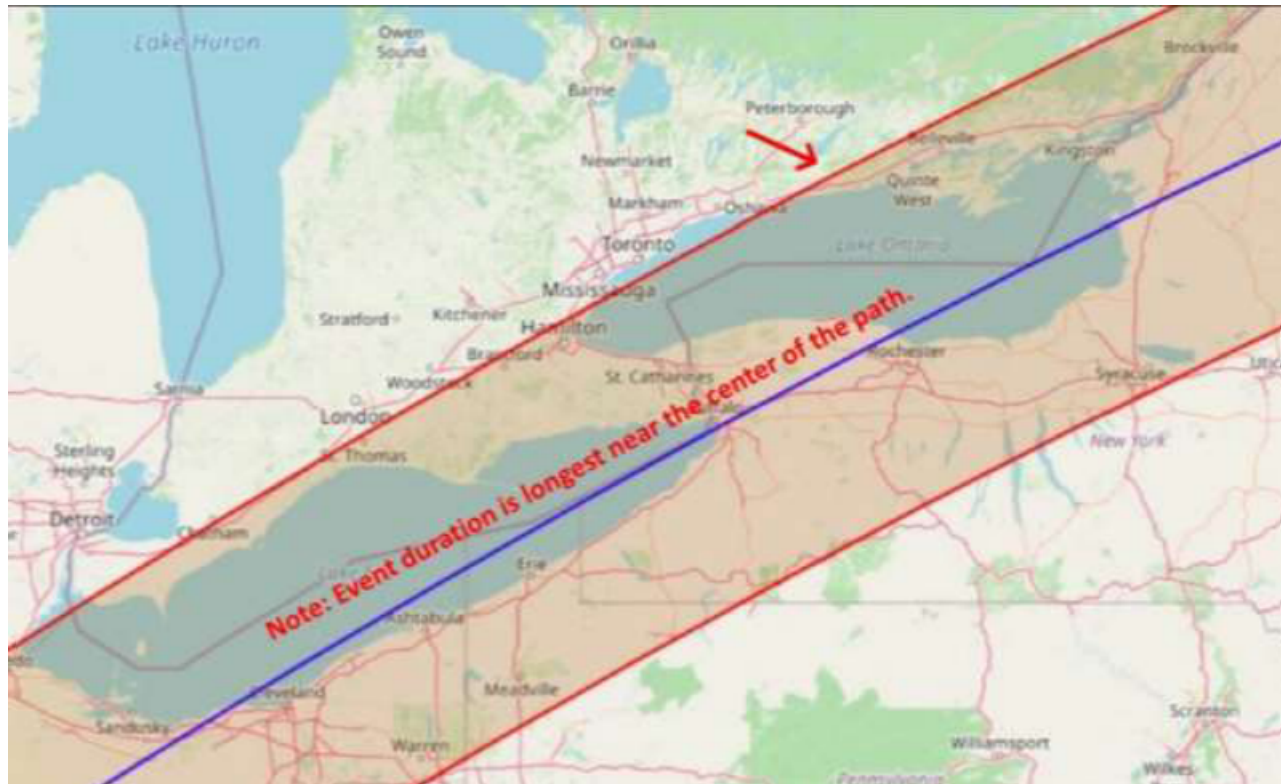 Lake Huron
Owen
Sound
Orillia
Barrie
Brockville
Peterborough
Belleville
Kingston
Newmarket
Quinte
West
Markham
Oshawa
Toronto
Lake Ontario
Mississauga
Stratford
Kitchener
Hamilton
Brantford
Rochester
Sarnia
Woodstock
St. Catharines
Syracuse
London
Sterling
Heights
St. Thomas
New York
Detroit
Chatham
Note: Event duration is longest near the center of the path.
Erie
Ashtabula
Cleveland
Meadville
Sandusky
Scranton
Warren
Williamsport
Wilkes
Pennsylvania